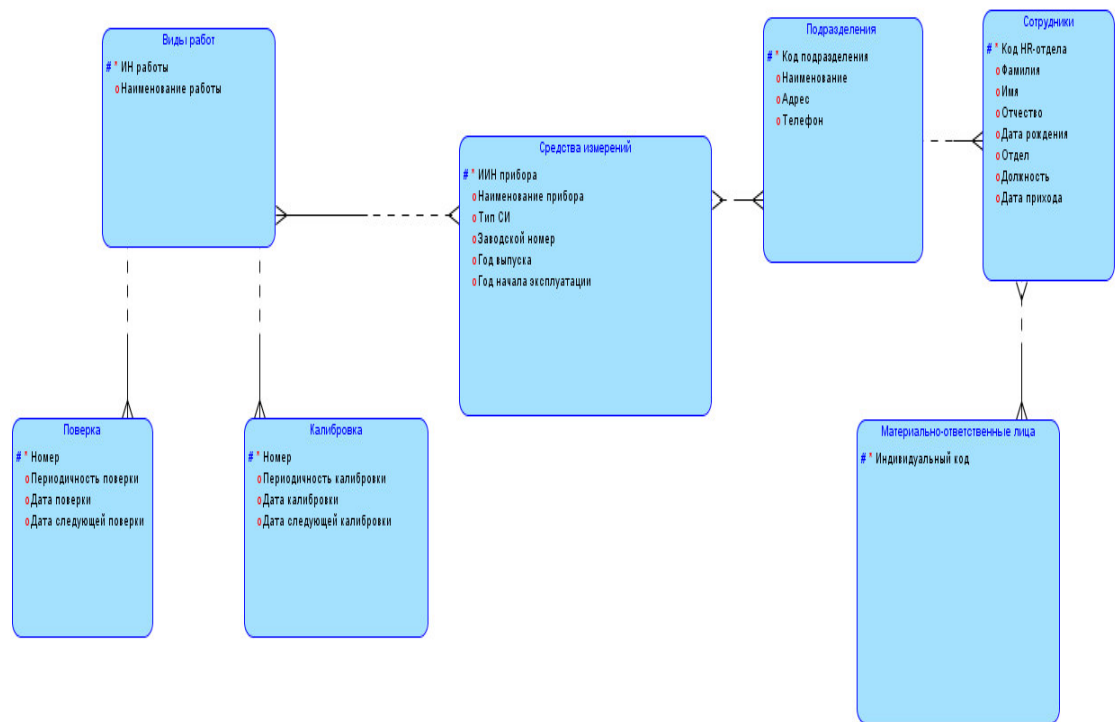 Виды работ
# * ИН работы
o Наименование работы
Средства измерений
# * ИИН прибора
o Наименование прибора
o Тип СИ
o Заводской номер
o Год выпуска
o Год начала эксплуатации
Подразделения
# * Код подразделения
o Наименование
o Адрес
o Телефон
Сотрудники
# * Код HR-отдела
o Фамилия
o Имя
o Отчество
o Дата рождения
o Отдел
o Должность
o Дата прихода
Поверка
# * Номер
o Периодичность поверки
o Дата поверки
o Дата следующей поверки
Калибровка
# * Номер
o Периодичность калибровки
o Дата калибровки
o Дата следующей калибровки
Материально-ответственные лица
# * Индивидуальный код